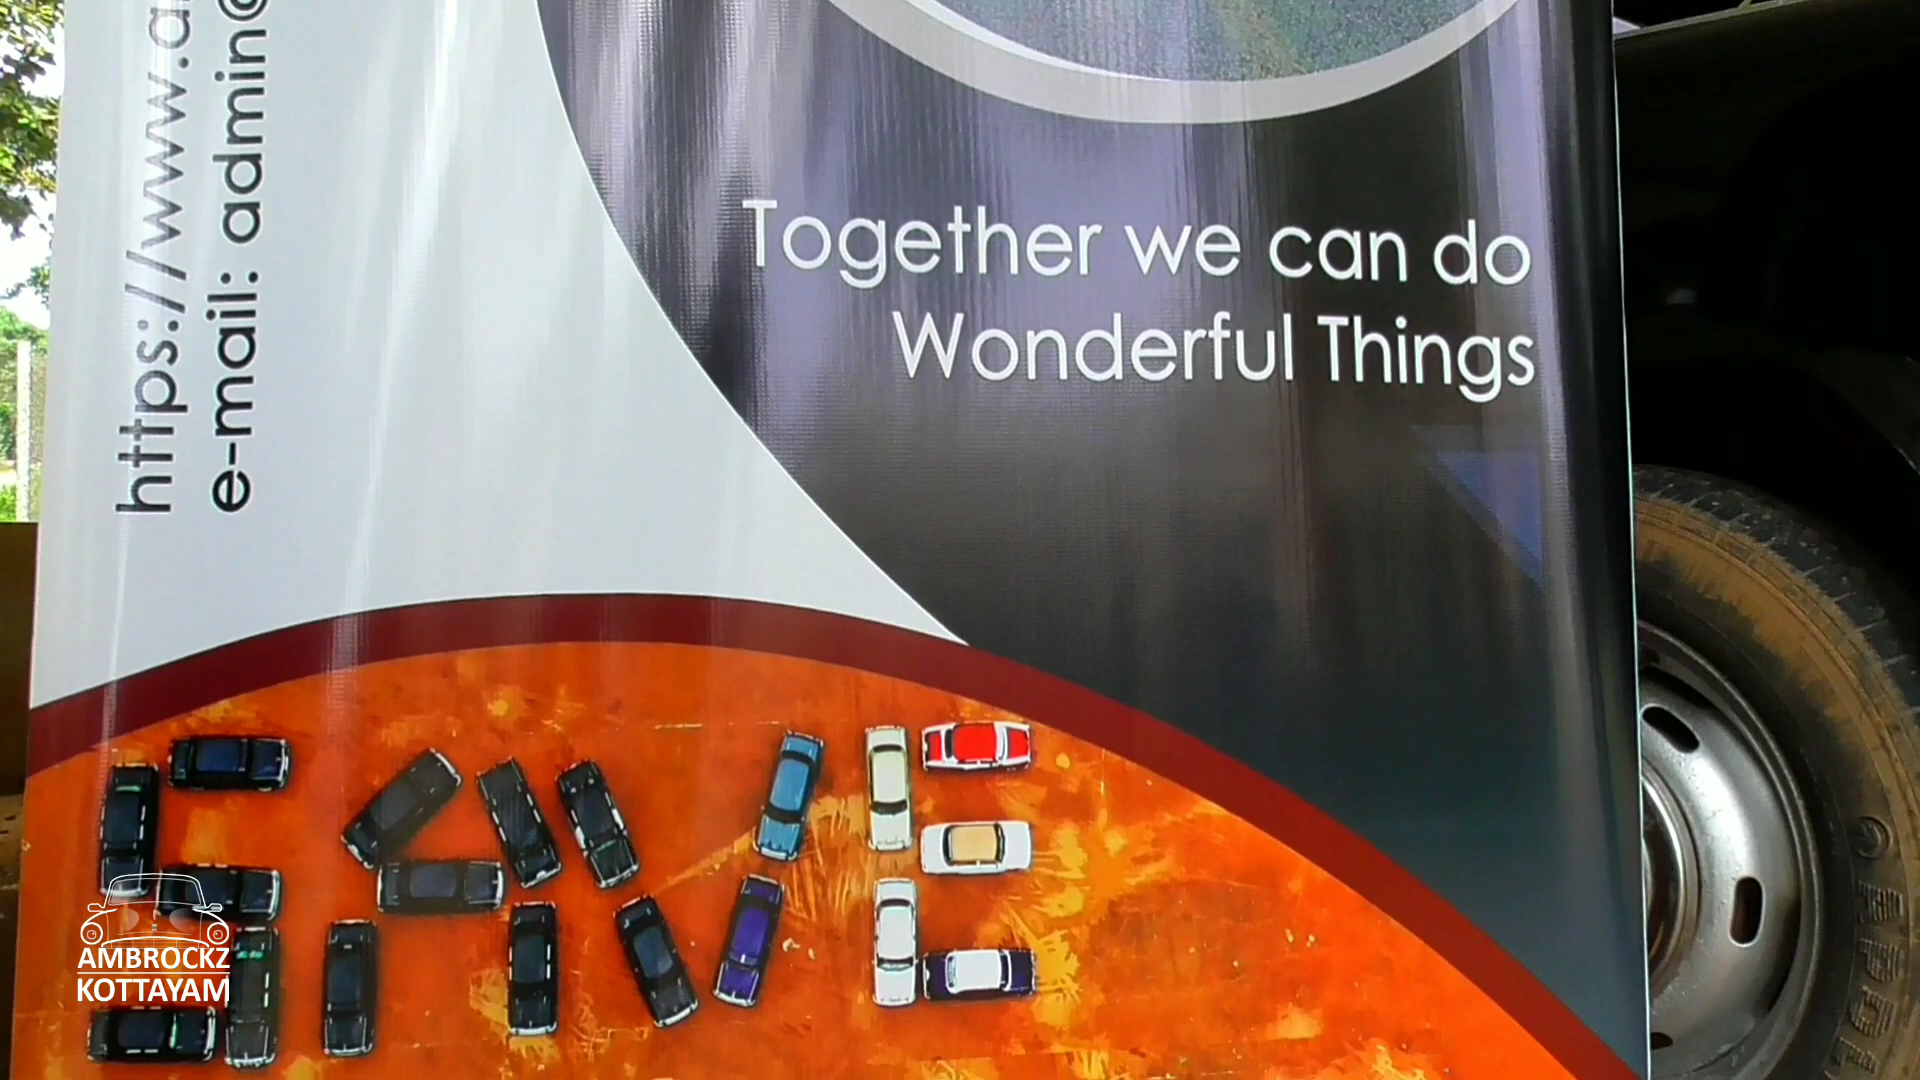 https://www.a
e-mail: admin@
Together we can do
Wonderful Things
SAVE
AMBROCKZ
KOTTAYAM